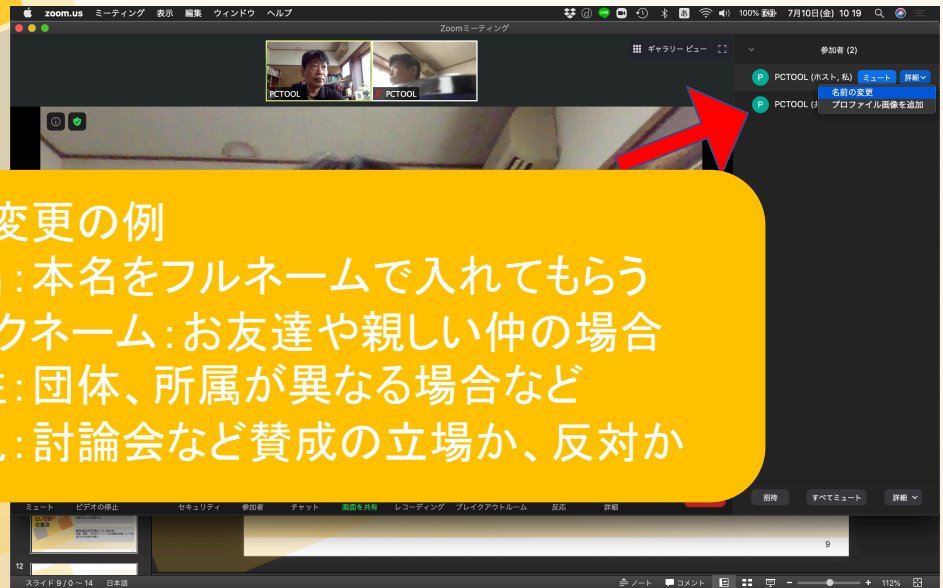 zoom.us ミーティング 表示 編集 ウィンドウ ヘルプ
100% 7月10日(金) 10 19
Zoomミーティング
ギャラリー ビュー
参加者 (2)
PCTOOL
PCTOOL
P PCTOOL (ホスト, 私) ミュート 詳細
名前の変更
P PCTOOL (
プロファイル画像を追加
変更の例
:本名をフルネームで入れてもらう
クネーム:お友達や親しい仲の場合
:団体、所属が異なる場合など
:討論会など賛成の立場か、反対か
招待 すべてミュート 詳細
ミュート ビデオの停止 セキュリティ 参加者 チャット 画面を共有 レコーディング ブレイクアウトルーム 反応 詳細
9
12
スライド 9 / 0 ~ 14 日本語
ノート コメント
112%